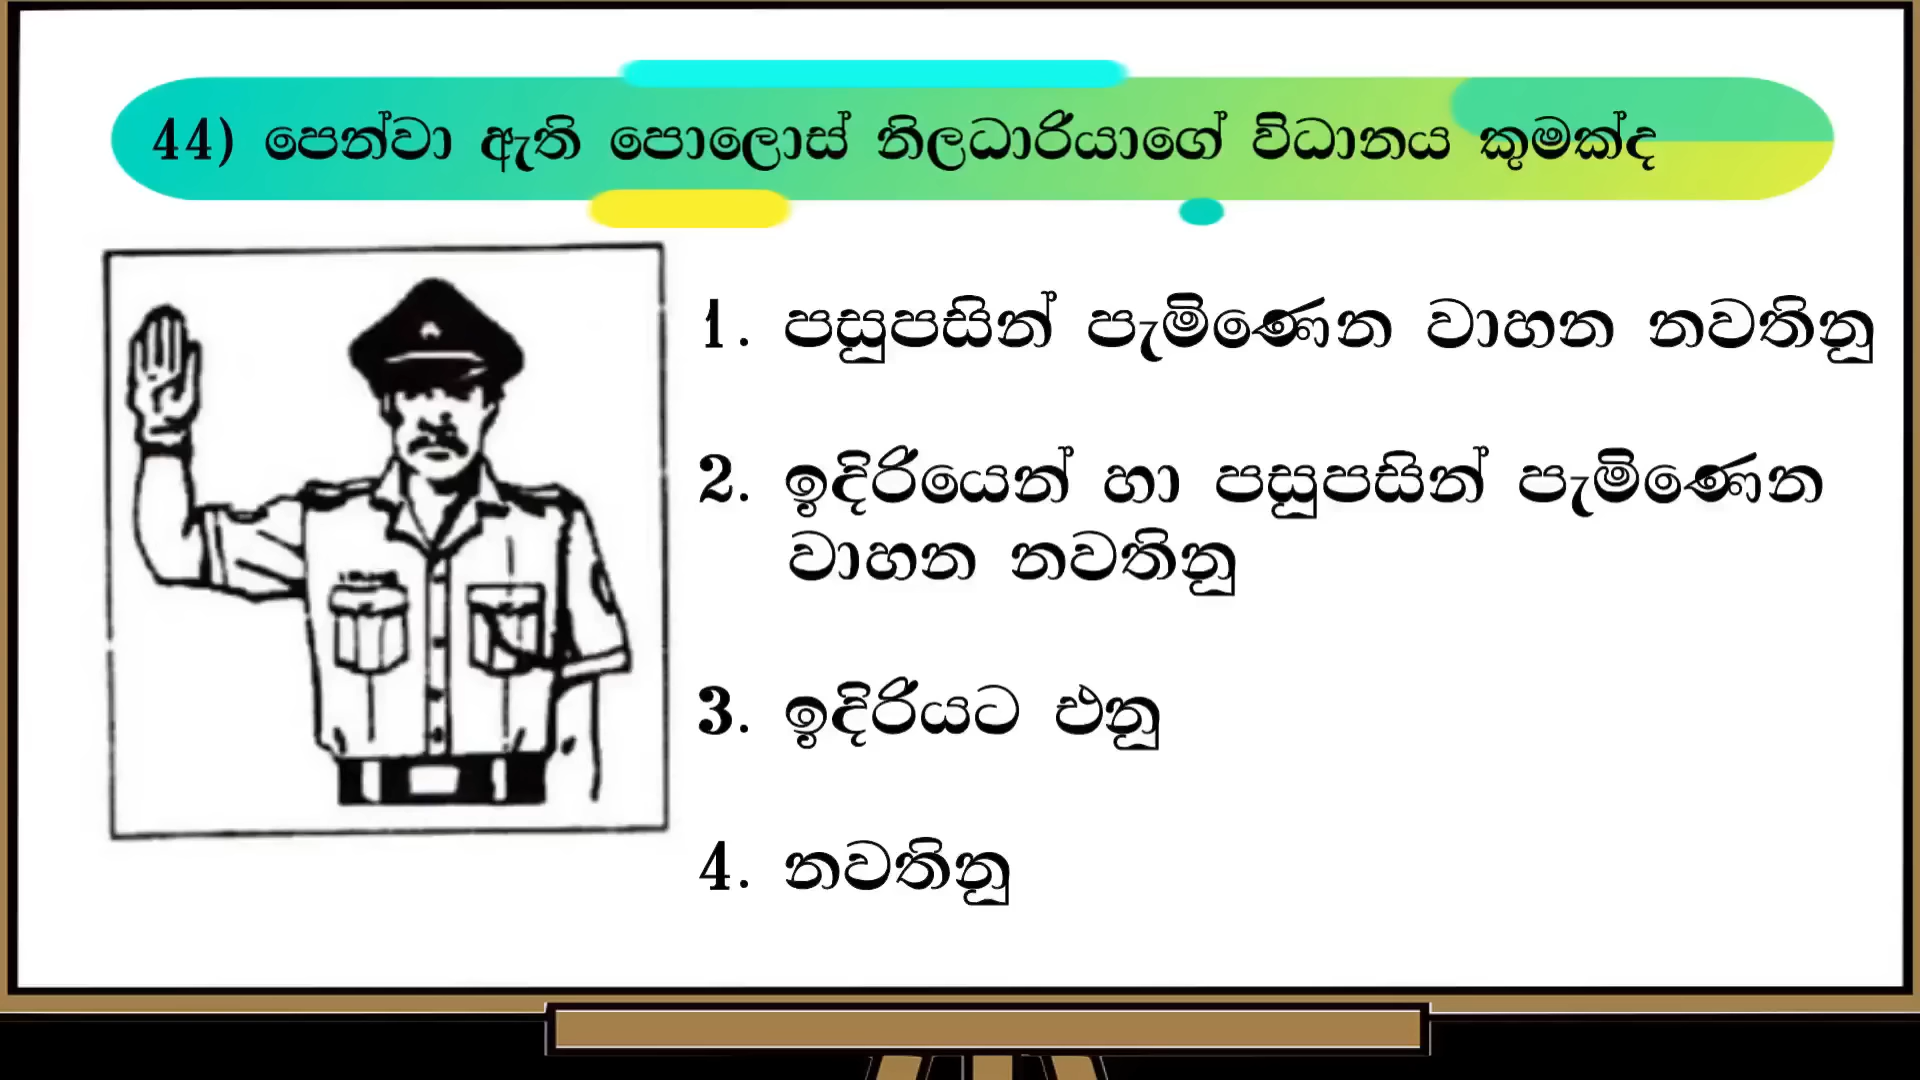 44) පෙන්වා ඇති පොලොස් නිලධාරියාගේ විධානය කුමක්ද
1. පසුපසින් පැමිණෙන වාහන නවතිනු
2. ඉදිරියෙන් හා පසුපසින් පැමිණෙන
වාහන නවතිනු
3. ඉදිරියට එනු
4. නවතිනු